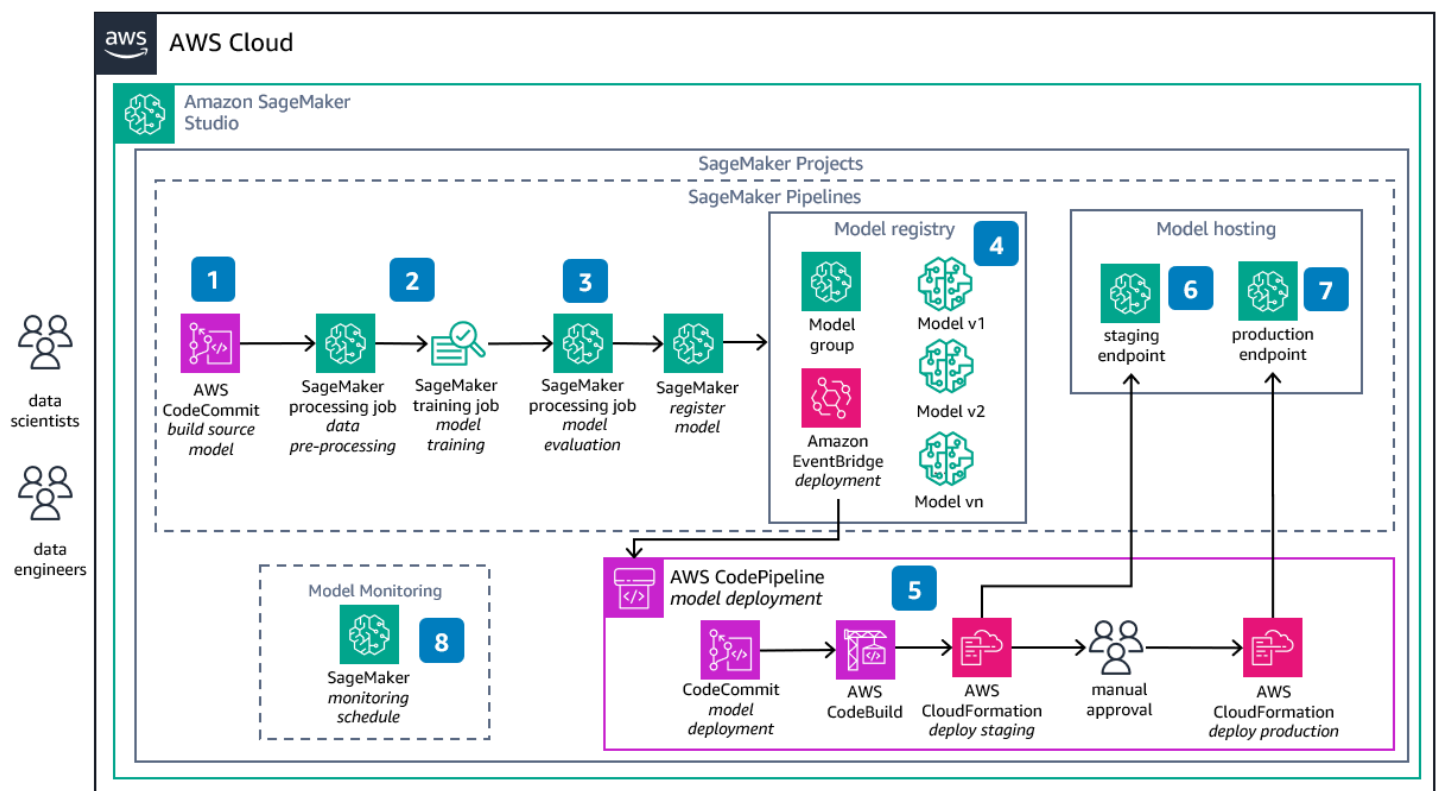 aws
AWS Cloud
Amazon SageMaker
Studio
SageMaker Projects
SageMaker Pipelines
Model registry
4
Model hosting
1
2
3
6
7
Model
group
Model v1
staging
endpoint
production
endpoint
data
scientists
AWS
CodeCommit
build source
model
SageMaker
processing job
data
pre-processing
SageMaker
training job
model
training
SageMaker
processing job
model
evaluation
SageMaker
register
model
Model v2
Amazon
EventBridge
deployment
Model vn
data
engineers
Model Monitoring
8
SageMaker
monitoring
schedule
AWS CodePipeline
model deployment
5
CodeCommit
model
deployment
AWS
CodeBuild
AWS
CloudFormation
deploy staging
manual
approval
AWS
CloudFormation
deploy production